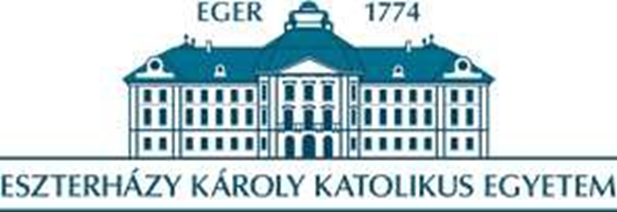 EGER 1774
ESZTERHÁZY KÁROLY KATOLIKUS EGYETEM